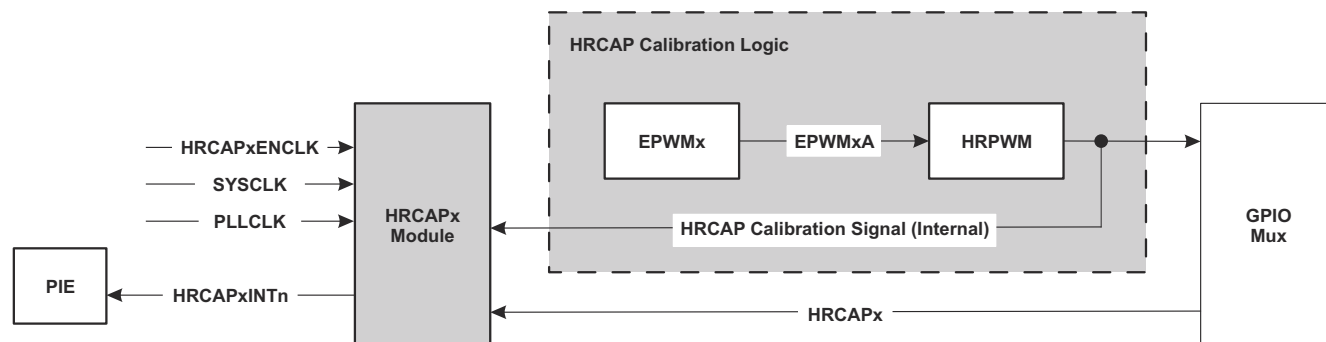 HRCAP Calibration Logic
EPWMx
EPWMxA
HRPWM
HRCAPxENCLK
SYSCLK
PLLCLK
HRCAPx
Module
HRCAP Calibration Signal (Internal)
GPIO
Mux
PIE
HRCAPxINTn
HRCAPx